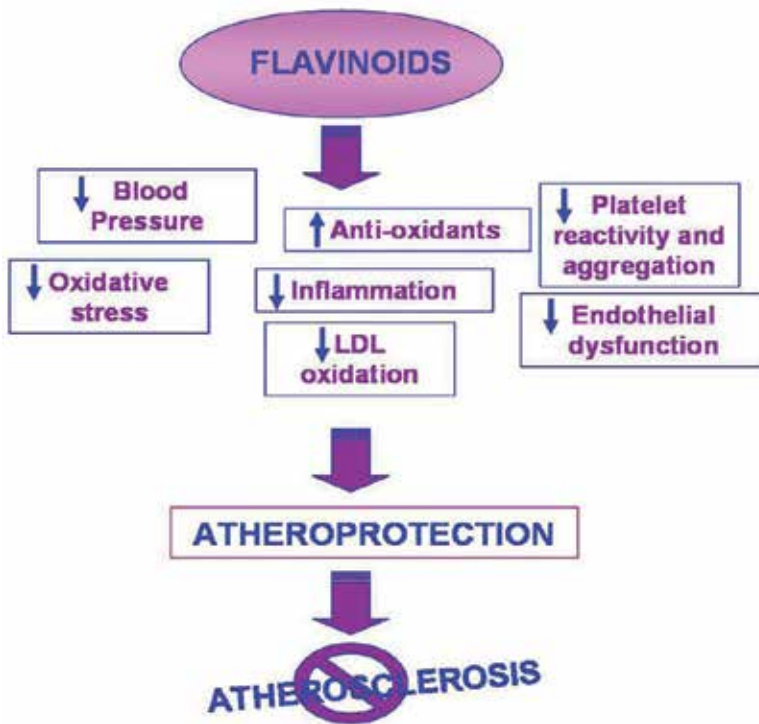 FLAVINOIDS
↓ Blood
Pressure
↑ Anti-oxidants
↓ Platelet
reactivity and
aggregation
↓ Oxidative
stress
↓ Inflammation
↓ LDL
oxidation
↓ Endothelial
dysfunction
ATHEROPROTECTION
ATHEROSCLEROSIS